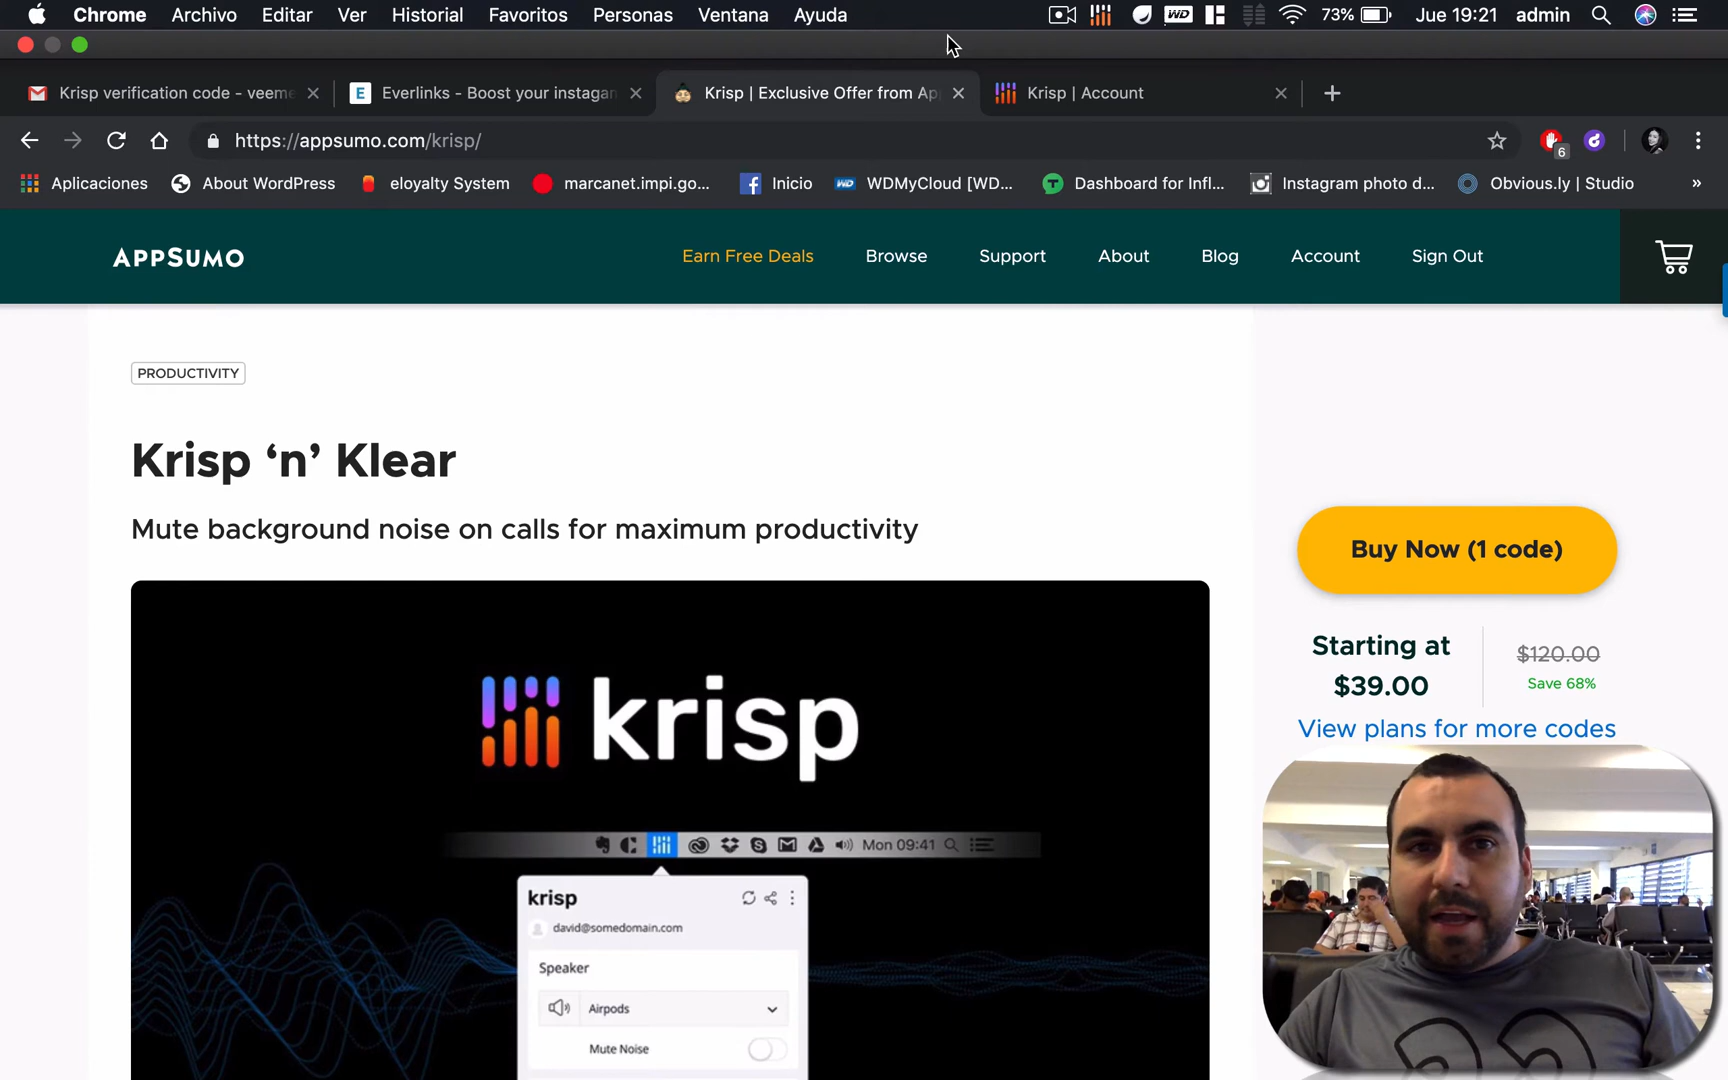 Chrome Archivo Editar Ver Historial Favoritos Personas Ventana Ayuda WD 73% Jue 19:21 admin
Krisp verification code - veeme E Everlinks - Boost your instagan Krisp | Exclusive Offer from Ap Krisp | Account
https://appsumo.com/krisp/ 6
Aplicaciones About WordPress eloyalty System marcanet.impi.go... Inicio WD WDMyCloud [WD... Dashboard for Infl... Instagram photo d... Obvious.ly | Studio »
APPSUMO Earn Free Deals Browse Support About Blog Account Sign Out
PRODUCTIVITY
Krisp ‘n’ Klear
Mute background noise on calls for maximum productivity
Buy Now (1 code)
Starting at $120.00
$39.00 Save 68%
View plans for more codes
krisp
Mon 09:41
krisp
david@somedomain.com
Speaker
Airpods
Mute Noise